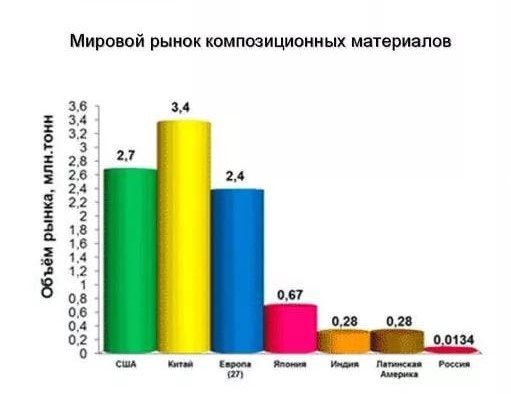 Мировой рынок композиционных материалов
Объём рынка, млн.тонн
3,6
3,4
3,2
3
2,8
2,6
2,4
2,2
2
1,8
1,6
1,4
1,2
1
0,8
0,6
0,4
0,2
0
2,7
3,4
2,4
0,67
0,28
0,28
0,0134
США
Китай
Европа
(27)
Япония
Индия
Латинская
Америка
Россия